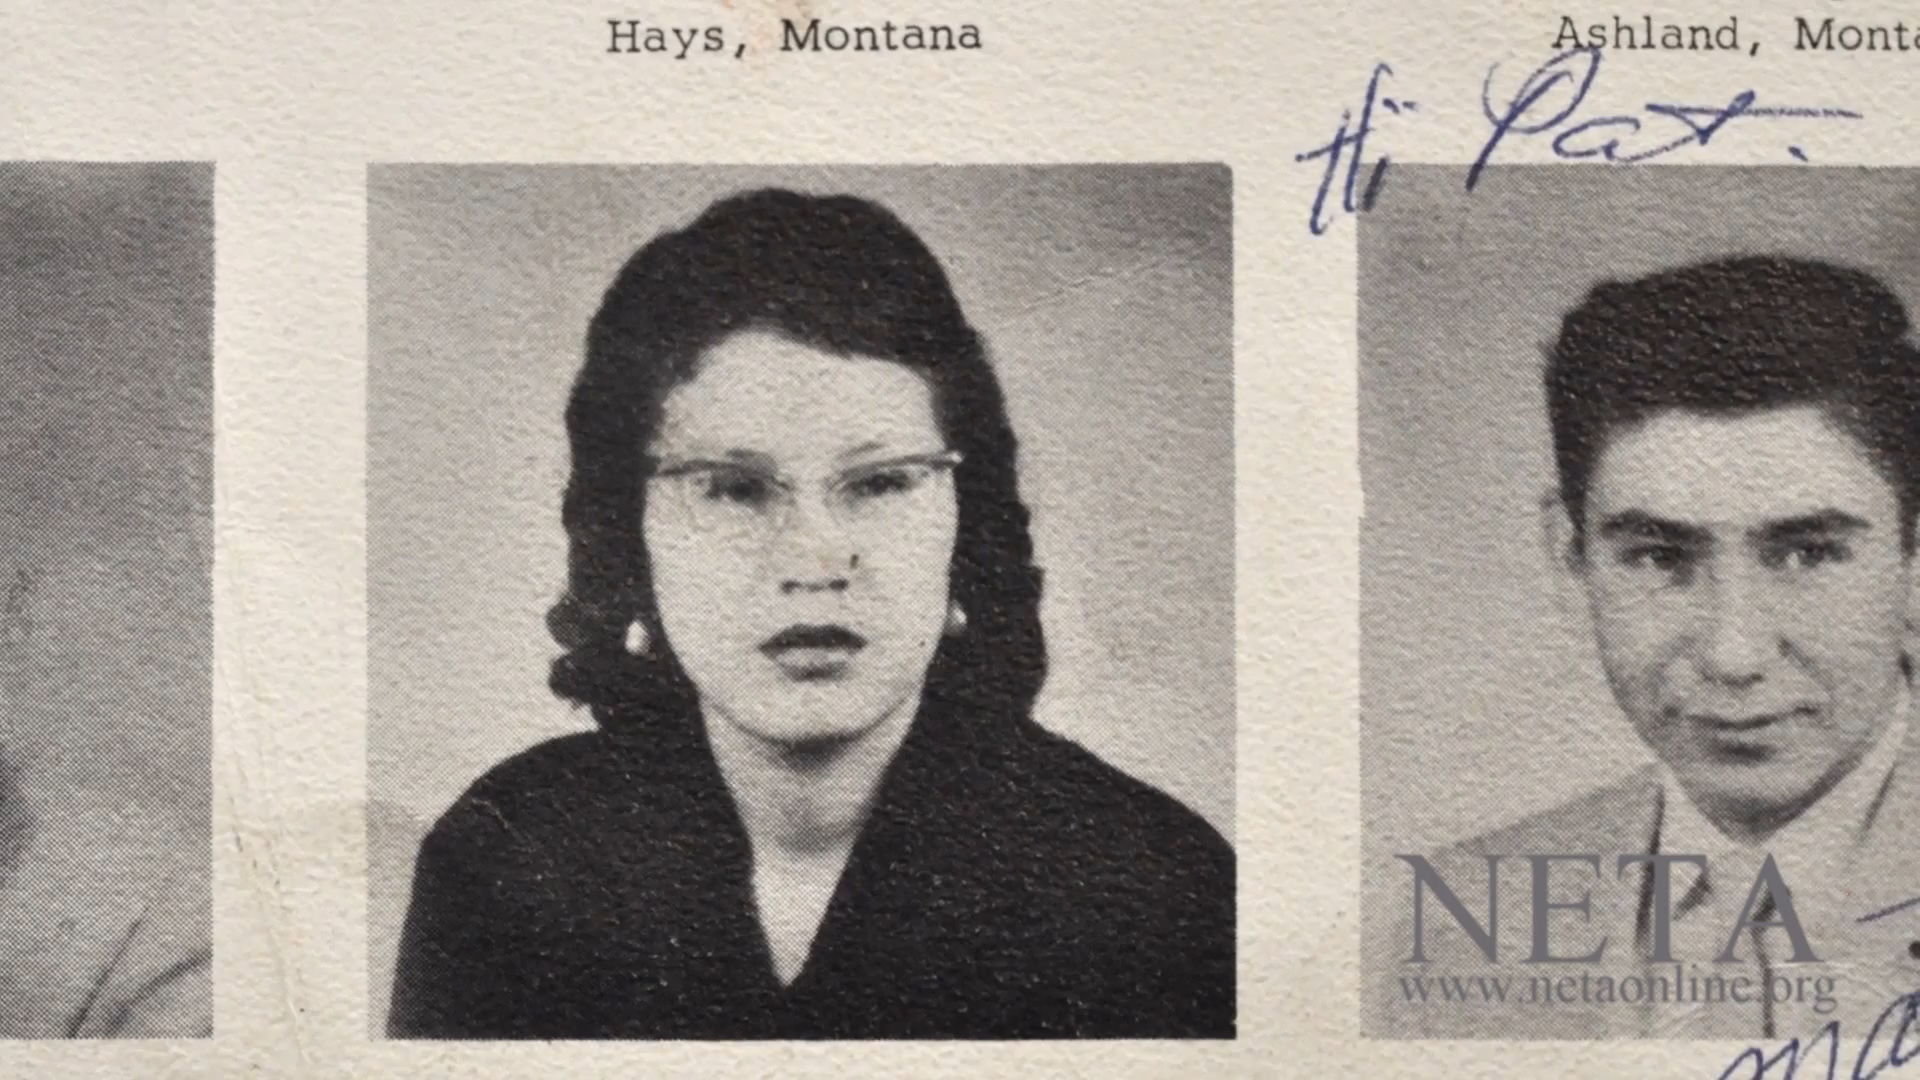 Hays, Montana
Ashland, Monta
Hi Pat.
NETA
www.netaonline.org